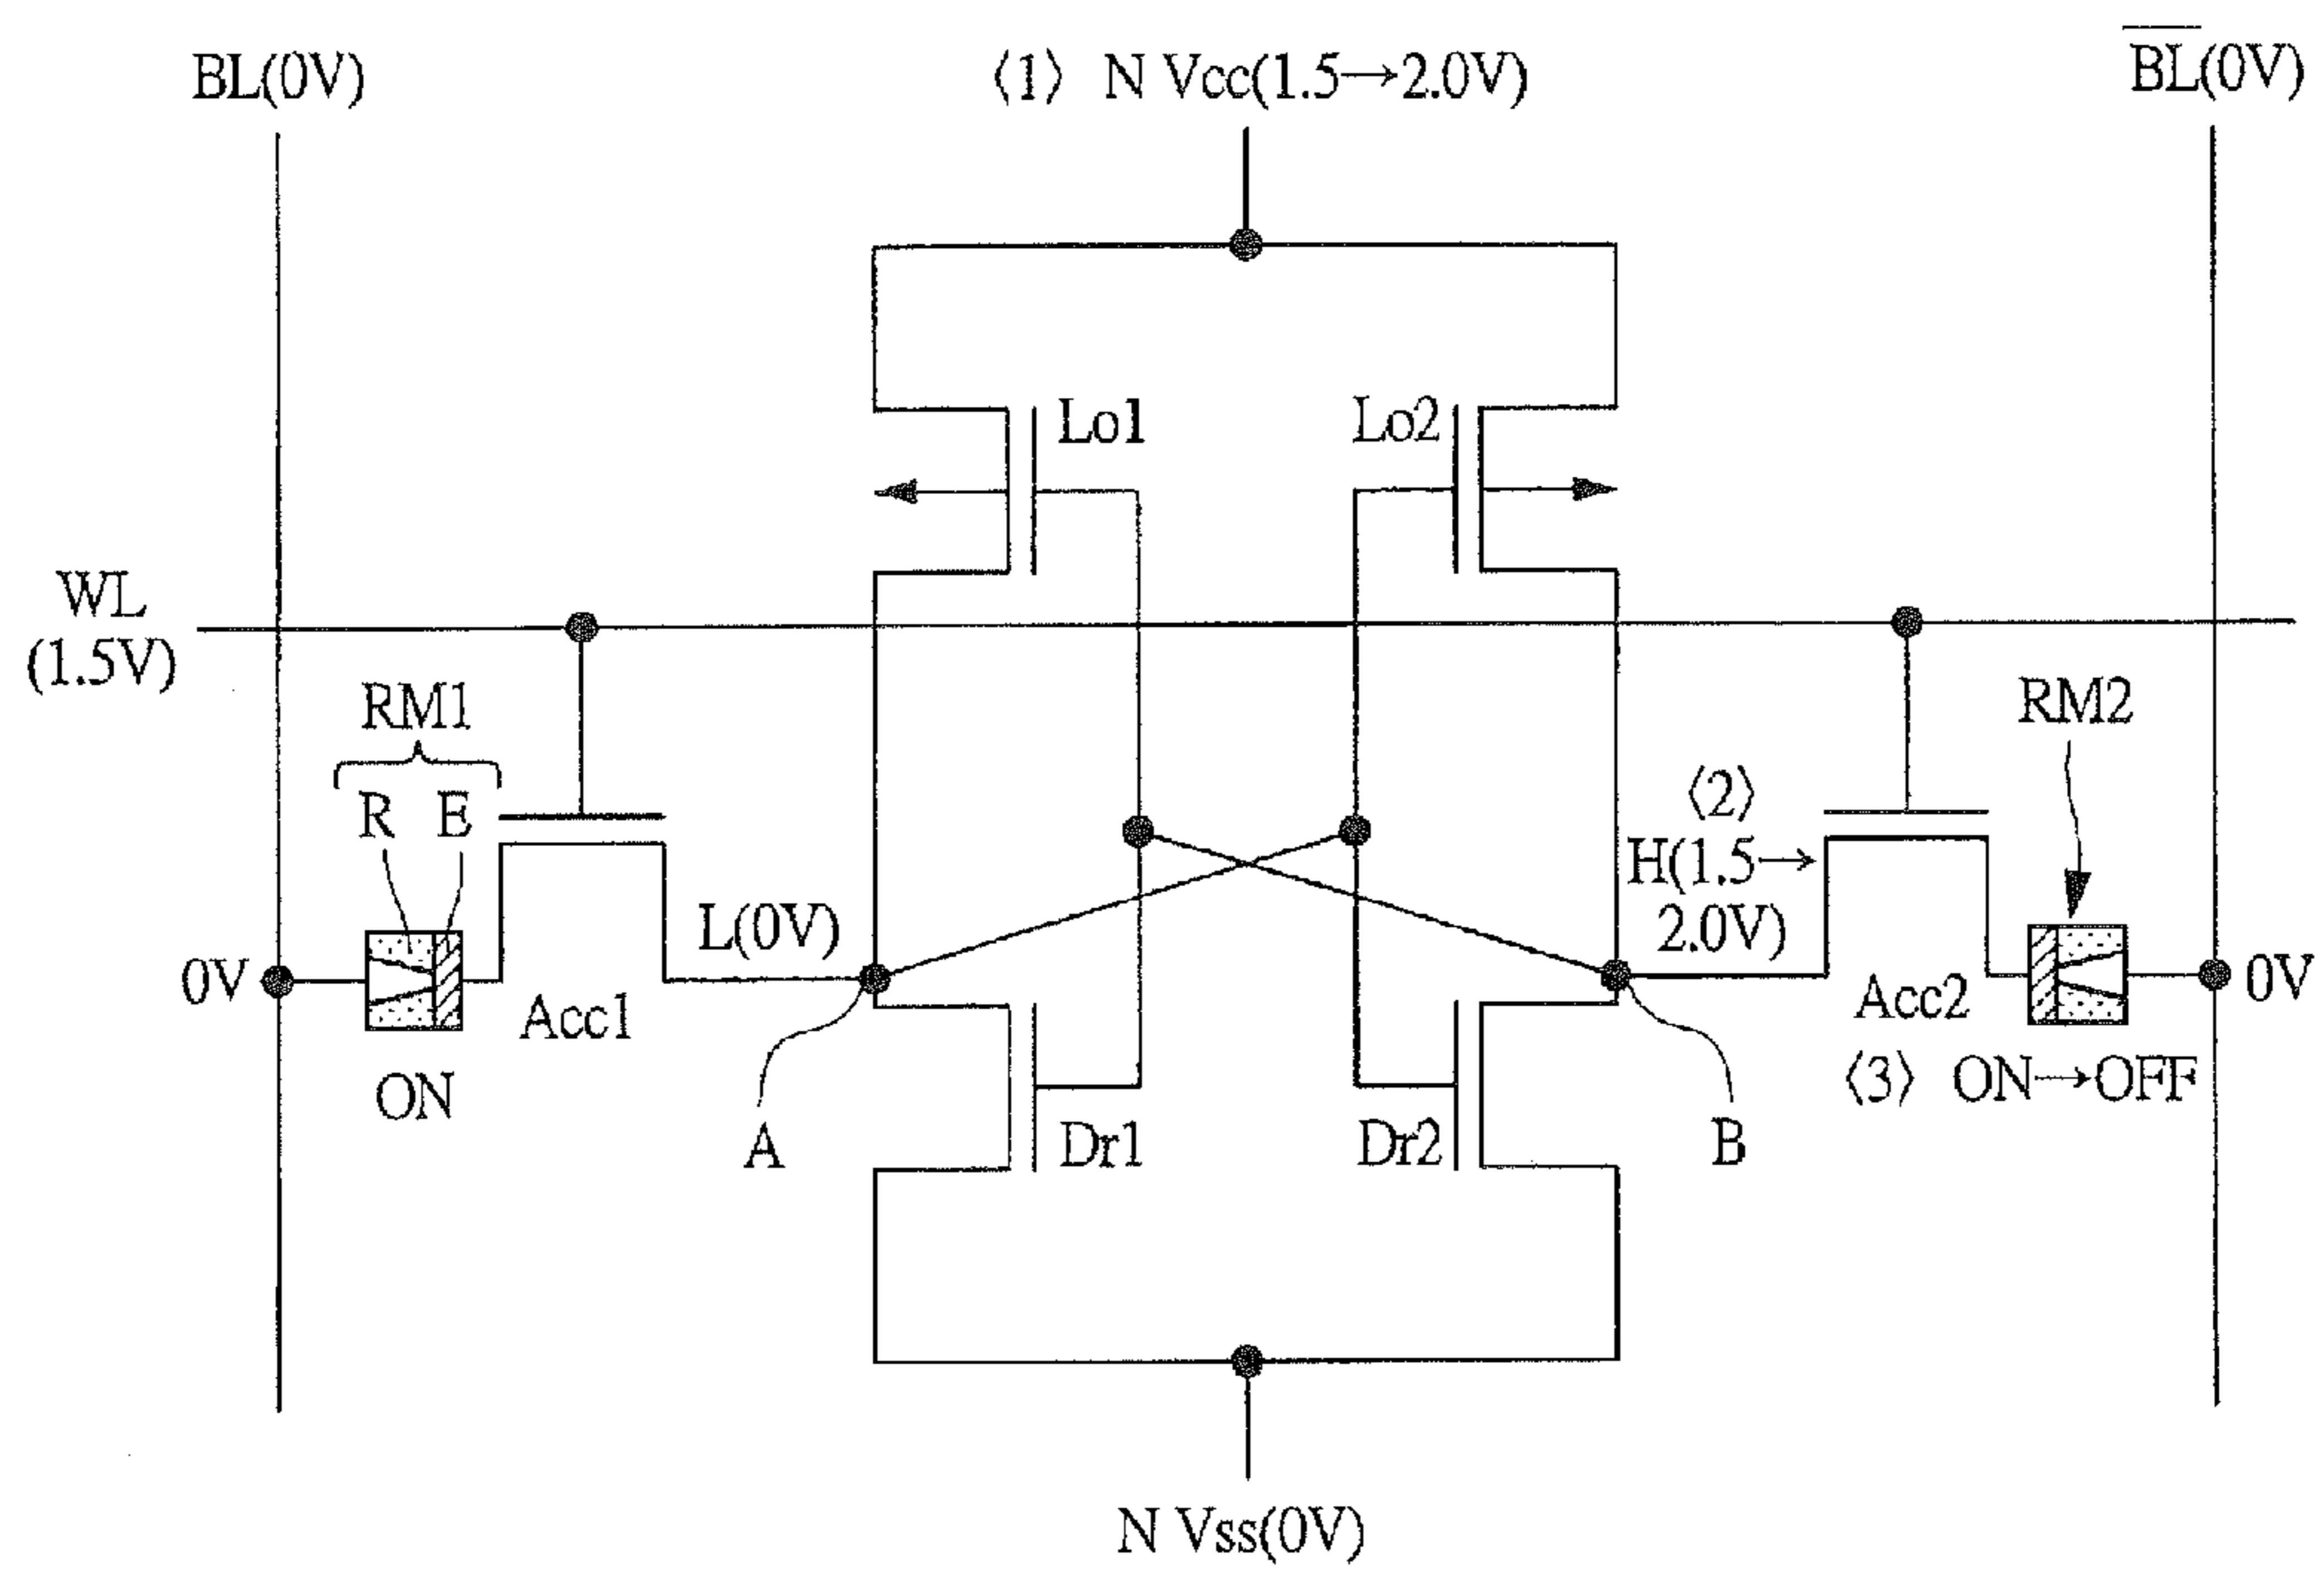 BL(0V)
⟨1⟩ N Vcc(1.5→2.0V)
B̅L̅(0V)
Lo1
Lo2
WL
(1.5V)
RM1
R E
RM2
⟨2⟩
H(1.5→
2.0V)
L(0V)
0V
Acc1
Acc2
0V
ON
⟨3⟩ ON→OFF
A
Dr1
Dr2
B
N Vss(0V)